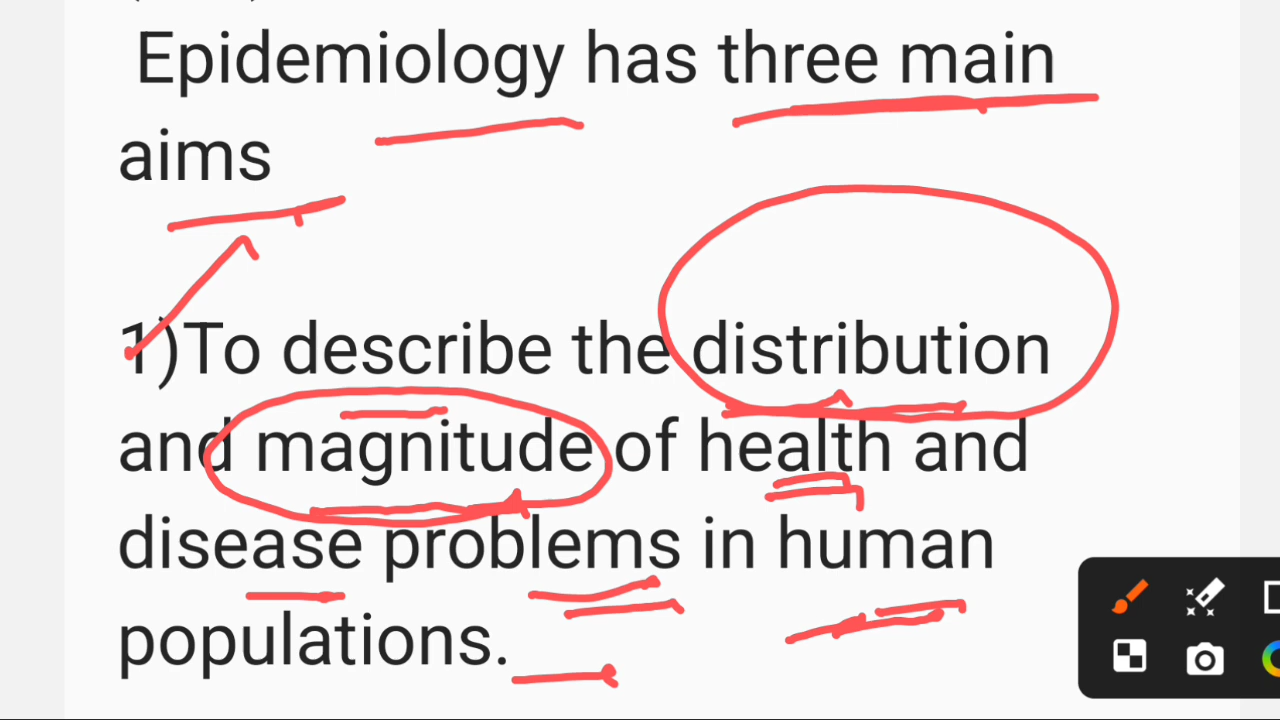 Epidemiology has three main
aims
1)To describe the distribution
and magnitude of health and
disease problems in human
populations.